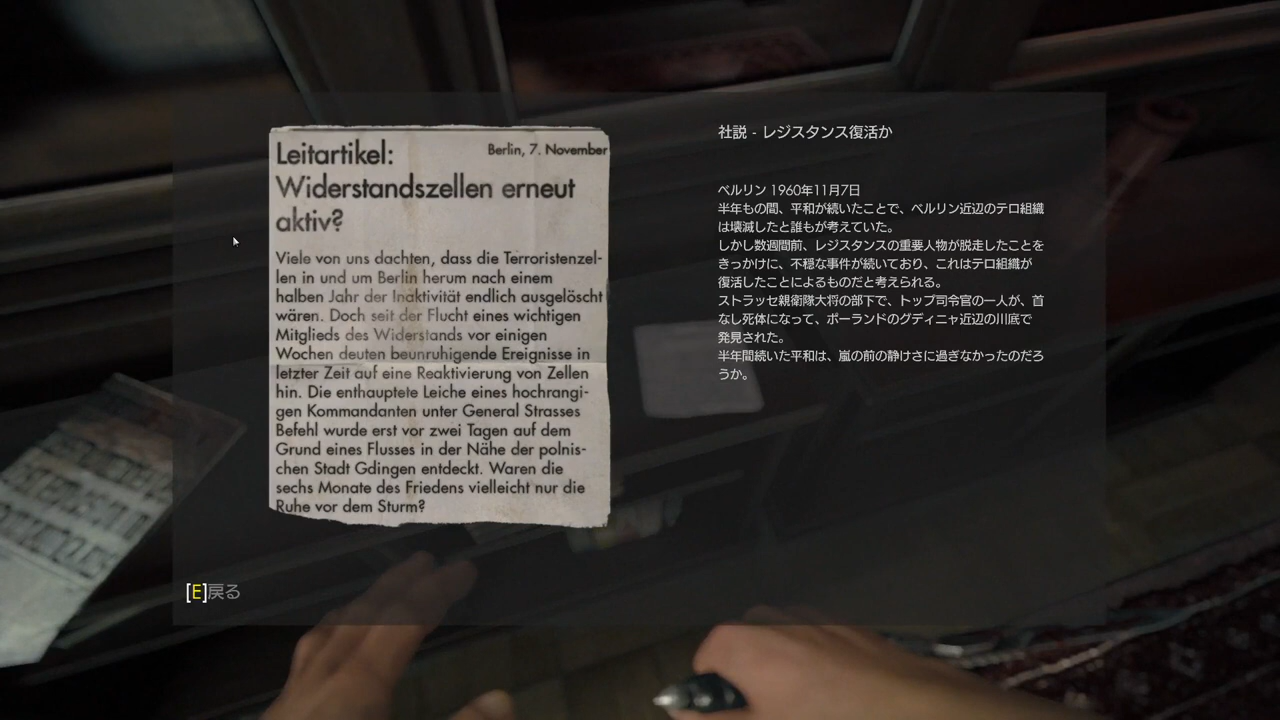 Leitartikel:
Berlin, 7. November
Widerstandszellen erneut
aktiv?
Viele von uns dachten, dass die Terroristenzel-
len in und um Berlin herum nach einem
halben Jahr der Inaktivität endlich ausgelöscht
wären. Doch seit der Flucht eines wichtigen
Mitglieds des Widerstands vor einigen
Wochen deuten beunruhigende Ereignisse in
letzter Zeit auf eine Reaktivierung von Zellen
hin. Die enthauptete Leiche eines hochrangi-
gen Kommandanten unter General Strasses
Befehl wurde erst vor zwei Tagen auf dem
Grund eines Flusses in der Nähe der polnis-
chen Stadt Gdingen entdeckt. Waren die
sechs Monate des Friedens vielleicht nur die
Ruhe vor dem Sturm?
社説 - レジスタンス復活か
ベルリン 1960年11月7日
半年もの間、平和が続いたことで、ベルリン近辺のテロ組織
は壊滅したと誰もが考えていた。
しかし数週間前、レジスタンスの重要人物が脱走したことを
きっかけに、不穏な事件が続いており、これはテロ組織が
復活したことによるものだと考えられる。
ストラッセ親衛隊大将の部下で、トップ司令官の一人が、首
なし死体になって、ポーランドのグディニャ近辺の川底で
発見された。
半年間続いた平和は、嵐の前の静けさに過ぎなかったのだろ
うか。
[E]戻る